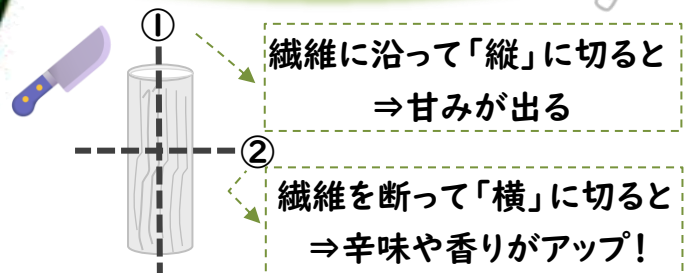 ①
繊維に沿って「縦」に切ると
⇒甘みが出る
②
繊維を断って「横」に切ると
⇒辛味や香りがアップ!